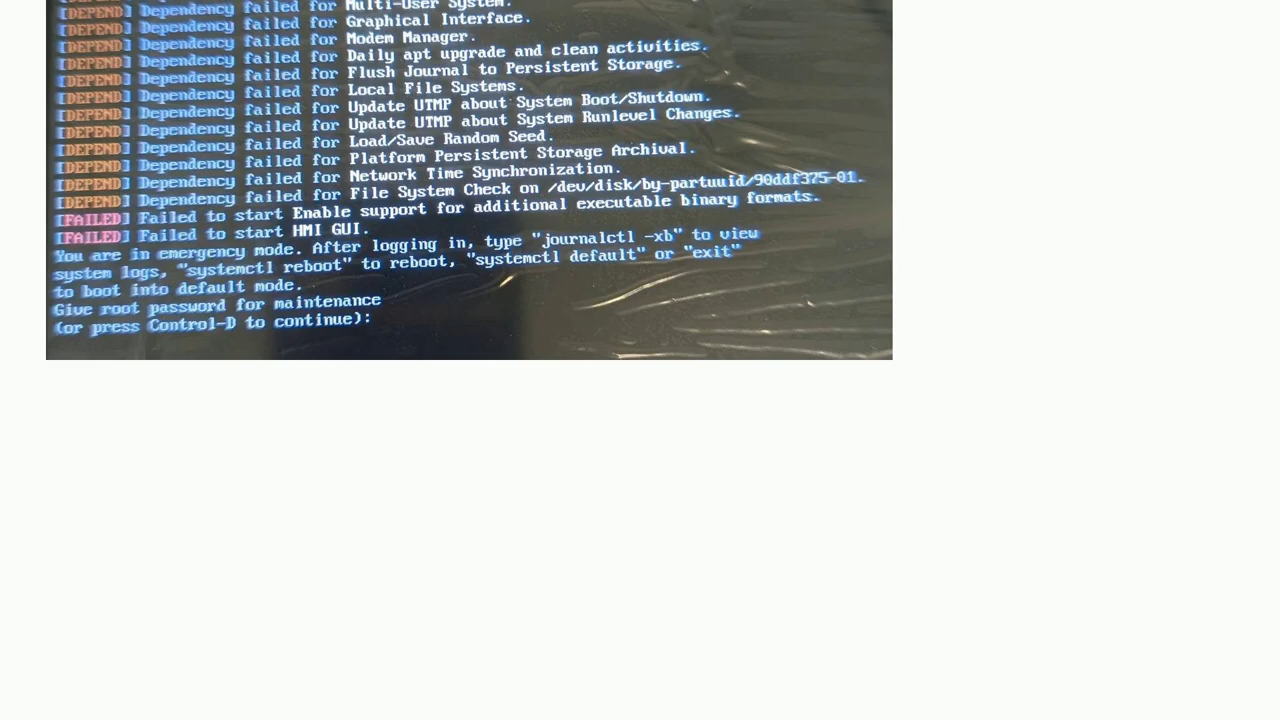 [DEPEND] Dependency failed for Multi-User System.
[DEPEND] Dependency failed for Graphical Interface.
[DEPEND] Dependency failed for Modem Manager.
[DEPEND] Dependency failed for Daily apt upgrade and clean activities.
[DEPEND] Dependency failed for Flush Journal to Persistent Storage.
[DEPEND] Dependency failed for Local File Systems.
[DEPEND] Dependency failed for Update UTMP about System Boot/Shutdown.
[DEPEND] Dependency failed for Update UTMP about System Runlevel Changes.
[DEPEND] Dependency failed for Load/Save Random Seed.
[DEPEND] Dependency failed for Platform Persistent Storage Archival.
[DEPEND] Dependency failed for Network Time Synchronization.
[DEPEND] Dependency failed for File System Check on /dev/disk/by-partuuid/90ddf375-01.
[FAILED] Failed to start Enable support for additional executable binary formats.
[FAILED] Failed to start HMI GUI.
You are in emergency mode. After logging in, type "journalctl -xb" to view
system logs, "systemctl reboot" to reboot, "systemctl default" or "exit"
to boot into default mode.
Give root password for maintenance
(or press Control-D to continue):